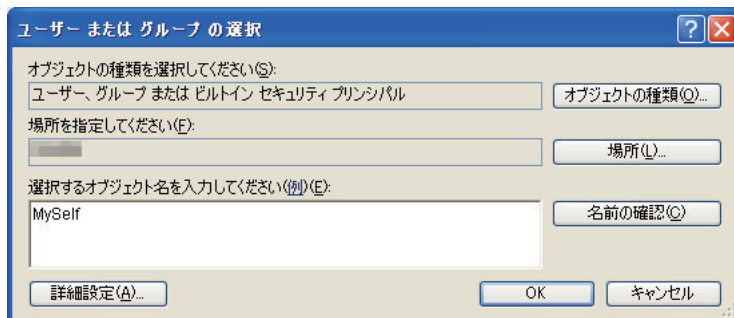 ユーザー または グループ の選択
オブジェクトの種類を選択してください(S):
ユーザー、グループ または ビルトイン セキュリティ プリンシパル
オブジェクトの種類(O)...
場所を指定してください(F):
場所(L)...
選択するオブジェクト名を入力してください(例)(E):
MySelf
名前の確認(C)
詳細設定(A)...
OK
キャンセル